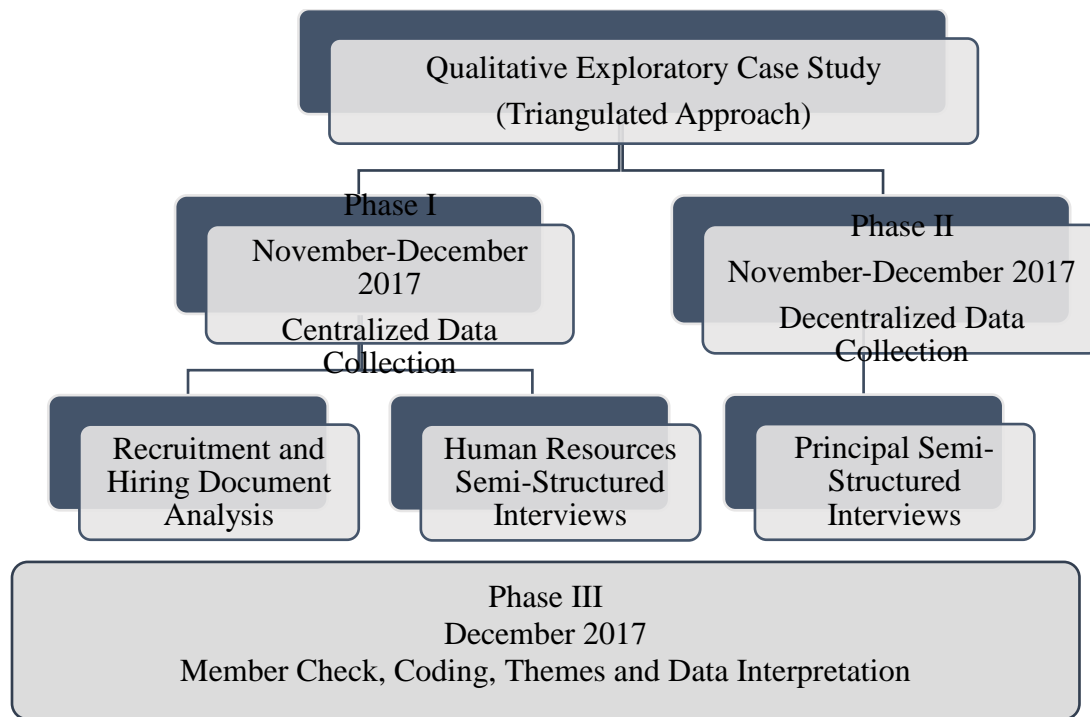 Qualitative Exploratory Case Study
(Triangulated Approach)
Phase I
November-December
2017
Centralized Data
Collection
Phase II
November-December 2017
Decentralized Data
Collection
Recruitment and
Hiring Document
Analysis
Human Resources
Semi-Structured
Interviews
Principal Semi-
Structured
Interviews
Phase III
December 2017
Member Check, Coding, Themes and Data Interpretation